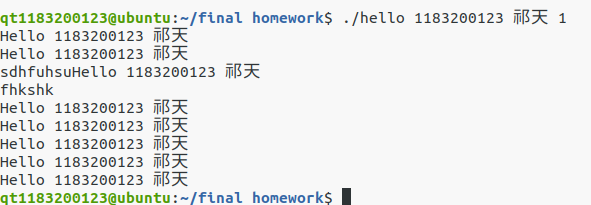 qt1183200123@ubuntu:~/final homework$ ./hello 1183200123 祁天 1
Hello 1183200123 祁天
Hello 1183200123 祁天
sdhfuhsuHello 1183200123 祁天
fhkshk
Hello 1183200123 祁天
Hello 1183200123 祁天
Hello 1183200123 祁天
Hello 1183200123 祁天
Hello 1183200123 祁天
qt1183200123@ubuntu:~/final homework$